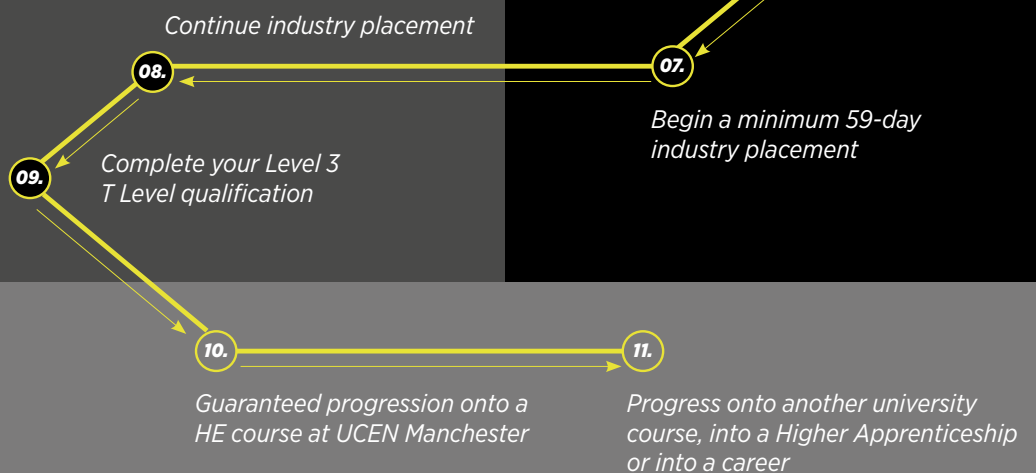 Continue industry placement
08.
07.
Begin a minimum 59-day
industry placement
09.
Complete your Level 3
T Level qualification
10.
11.
Guaranteed progression onto a
HE course at UCEN Manchester
Progress onto another university
course, into a Higher Apprenticeship
or into a career